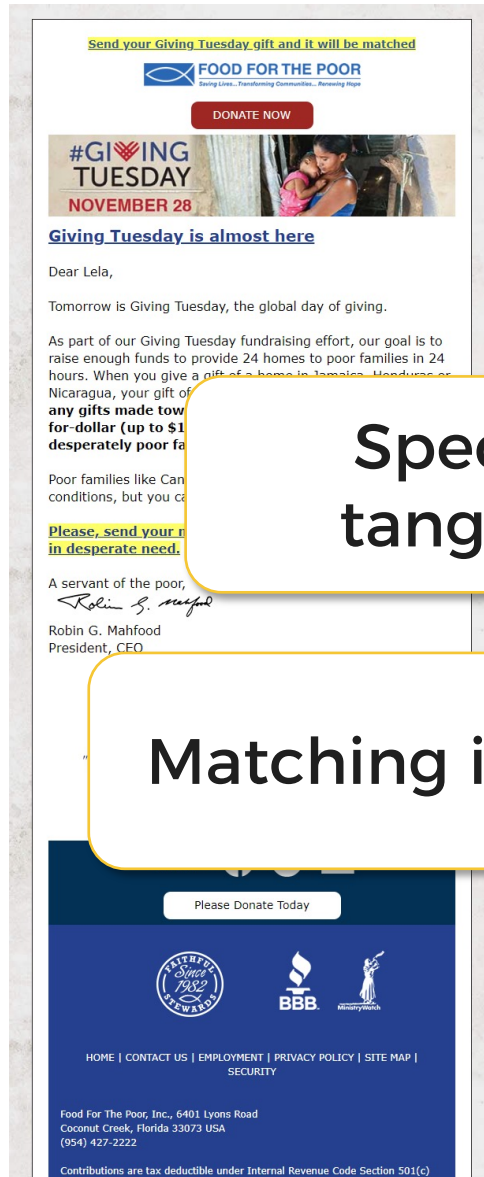 Send your Giving Tuesday gift and it will be matched
FOOD FOR THE POOR
Saving Lives... Transforming Communities... Renewing Hope
DONATE NOW
#GIVING
TUESDAY
NOVEMBER 28
Giving Tuesday is almost here
Dear Lela,
Tomorrow is Giving Tuesday, the global day of giving.
As part of our Giving Tuesday fundraising effort, our goal is to
raise enough funds to provide 24 homes to poor families in 24
hours. When you give a gift of a home in Jamaica, Honduras or
Nicaragua, your gift of
any gifts made tow
for-dollar (up to $1
desperately poor fa
Spec
tang
Poor families like Can
conditions, but you ca
Please, send your
in desperate need.
A servant of the poor,
Robin G. Mahfood
Robin G. Mahfood
President, CEO
"
Matching i
Please Donate Today
FAITHFUL
Since
1982
STEWARDS
BBB.
MinistryWatch
HOME | CONTACT US | EMPLOYMENT | PRIVACY POLICY | SITE MAP |
SECURITY
Food For The Poor, Inc., 6401 Lyons Road
Coconut Creek, Florida 33073 USA
(954) 427-2222
Contributions are tax deductible under Internal Revenue Code Section 501(c)